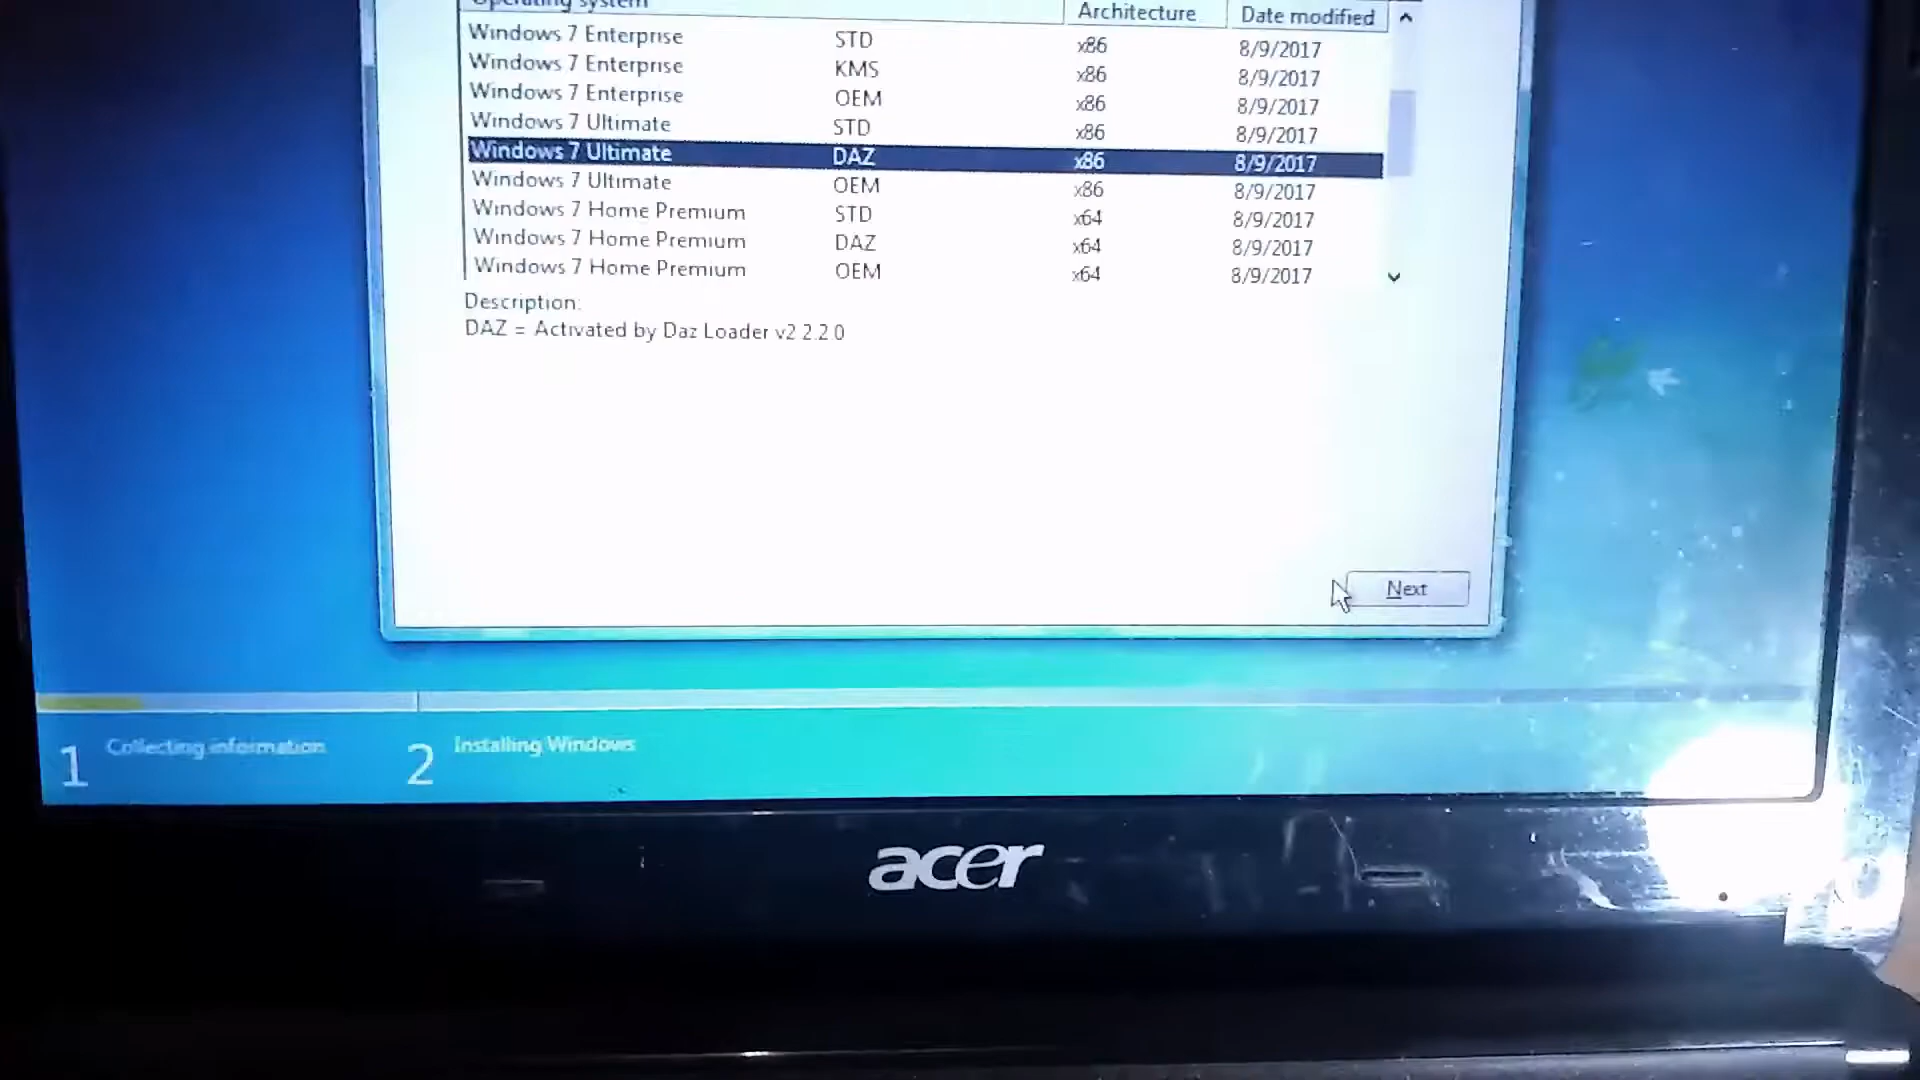 Operating system Architecture Date modified
Windows 7 Enterprise STD x86 8/9/2017
Windows 7 Enterprise KMS x86 8/9/2017
Windows 7 Enterprise OEM x86 8/9/2017
Windows 7 Ultimate STD x86 8/9/2017
Windows 7 Ultimate DAZ x86 8/9/2017
Windows 7 Ultimate OEM x86 8/9/2017
Windows 7 Home Premium STD x64 8/9/2017
Windows 7 Home Premium DAZ x64 8/9/2017
Windows 7 Home Premium OEM x64 8/9/2017
Description:
DAZ = Activated by Daz Loader v2.2.2.0
Next
1 Collecting information 2 Installing Windows
acer